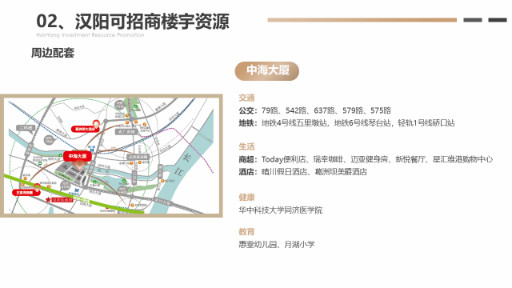 02、汉阳可招商楼宇资源
HanYang Investment Resource Promotion
周边配套
中海大厦
中海大厦
长江
交通
公交：79路、542路、637路、579路、575路
地铁：地铁4号线五里墩站，地铁6号线琴台站，轻轨1号线硚口站
生活
商超：Today便利店、瑞幸咖啡、迈亚健身房、新悦餐厅、星汇维港购物中心
酒店：晴川假日酒店、葛洲坝美爵酒店
健康
华中科技大学同济医学院
教育
思童幼儿园、月湖小学